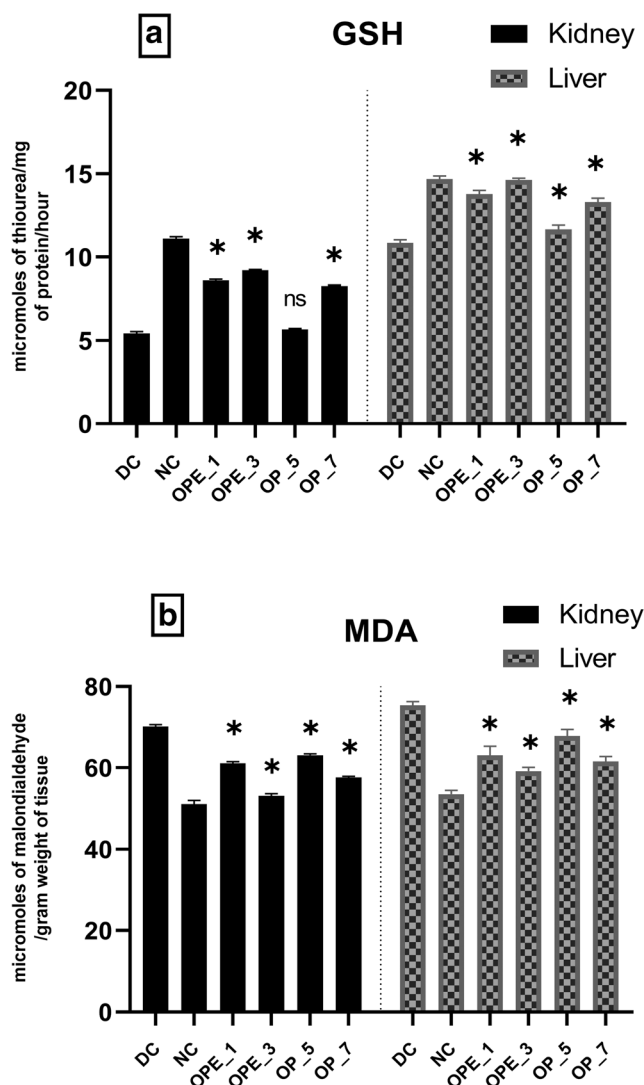 a
GSH
Kidney
Liver
micromoles of thiourea/mg
of protein/hour
20
15
10
5
0
*
*
ns
*
*
*
*
*
DC
NC
OPE_1
OPE_3
OP_5
OP_7
DC
NC
OPE_1
OPE_3
OP_5
OP_7
b
MDA
Kidney
Liver
micromoles of malondialdehyde
/gram weight of tissue
80
60
40
20
0
*
*
*
*
*
*
*
*
DC
NC
OPE_1
OPE_3
OP_5
OP_7
DC
NC
OPE_1
OPE_3
OP_5
OP_7